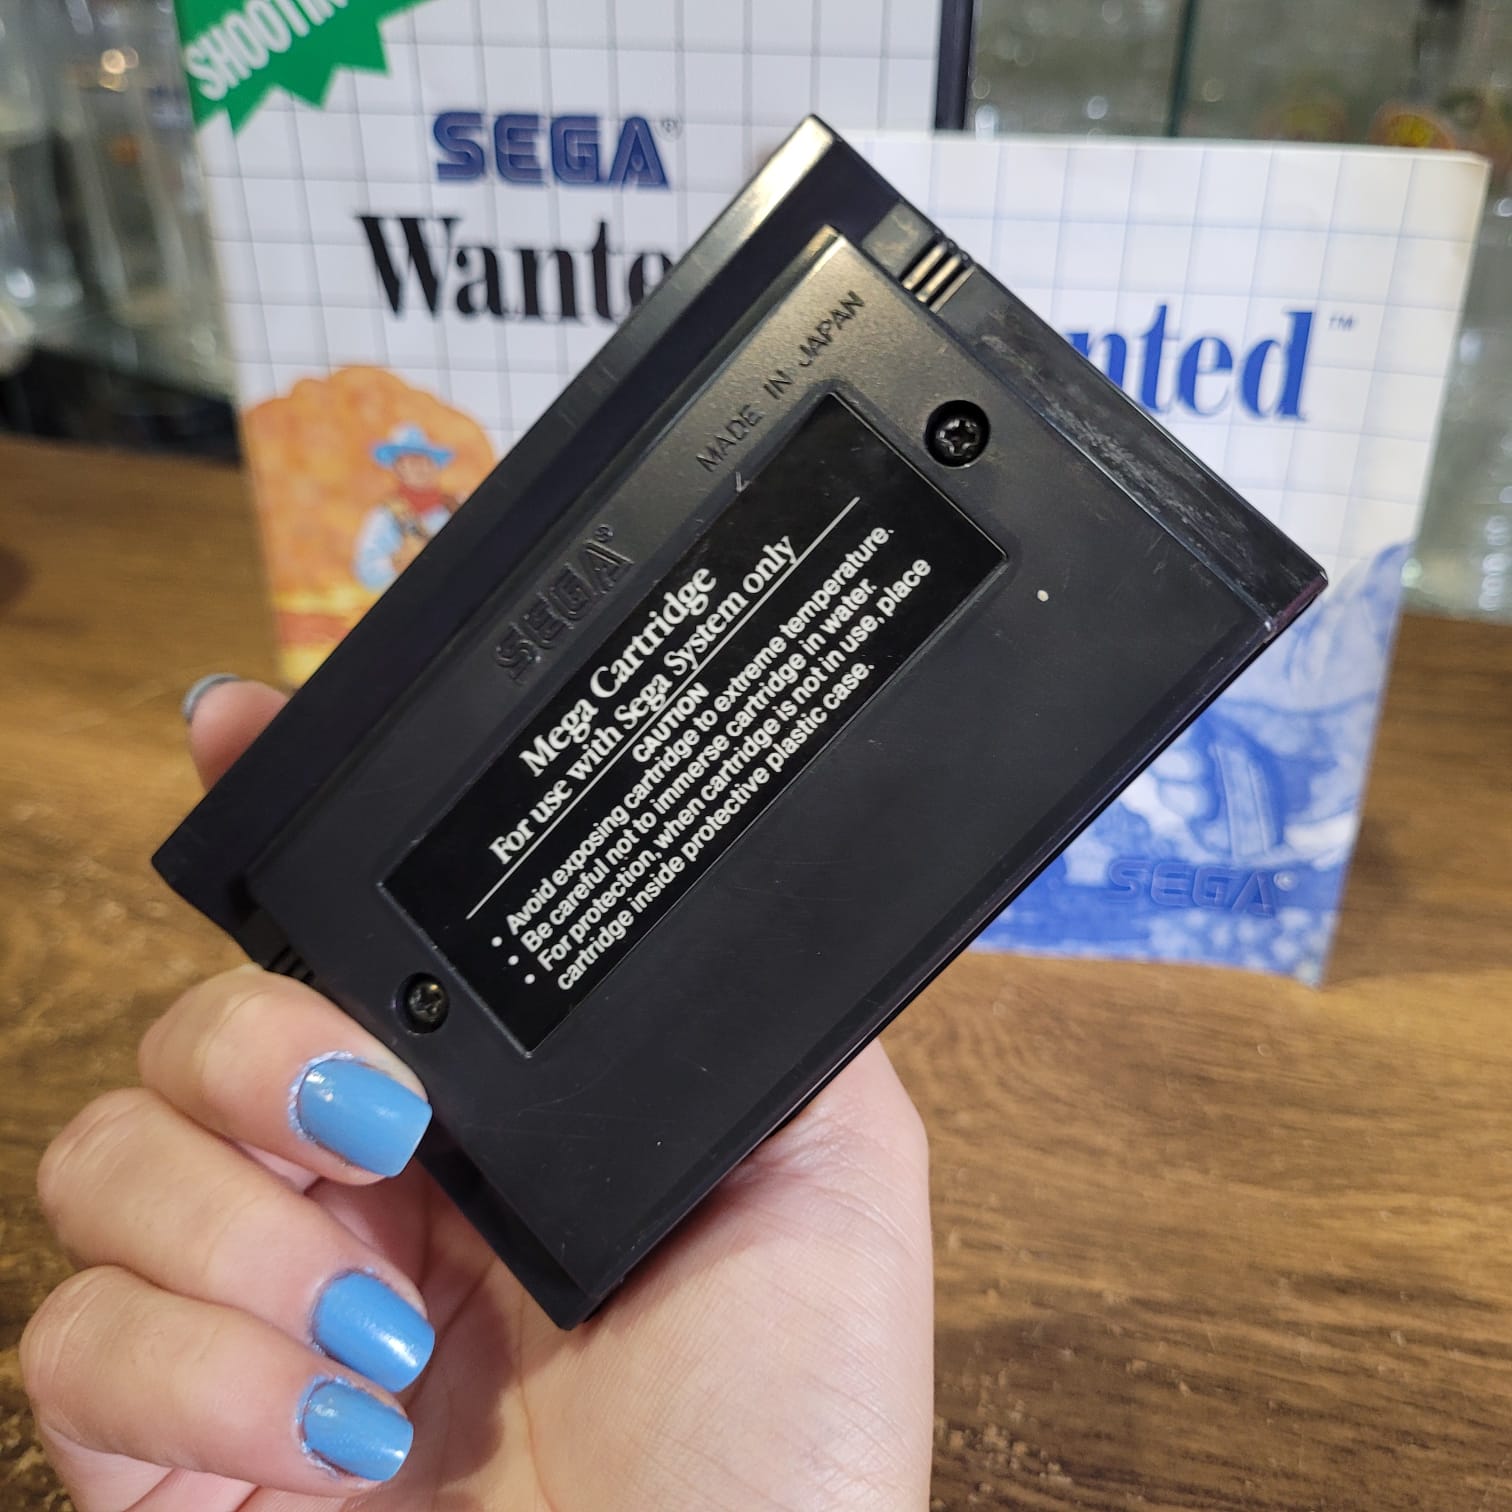 SHOOTIN
SEGA®
Wante
nted™
SEGA®
MADE IN JAPAN
SEGA®
Mega Cartridge
For use with Sega System only
CAUTION
• Avoid exposing cartridge to extreme temperature.
• Be careful not to immerse cartridge in water.
• For protection, when cartridge is not in use, place
cartridge inside protective plastic case.